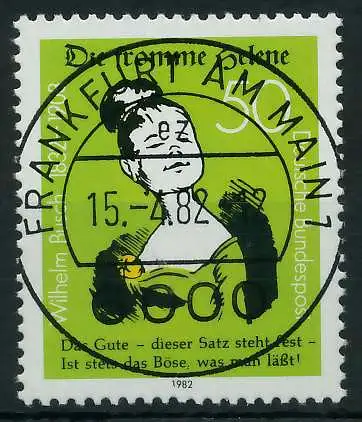 Die fromme Helene
50
Wilhelm Busch 1832-1908
Deutsche Bundespost
FRANKFURT AM MAIN 1
ez
15.-4.82-12
6000
Das Gute – dieser Satz steht fest –
Ist stets das Böse, was man läßt!
1982